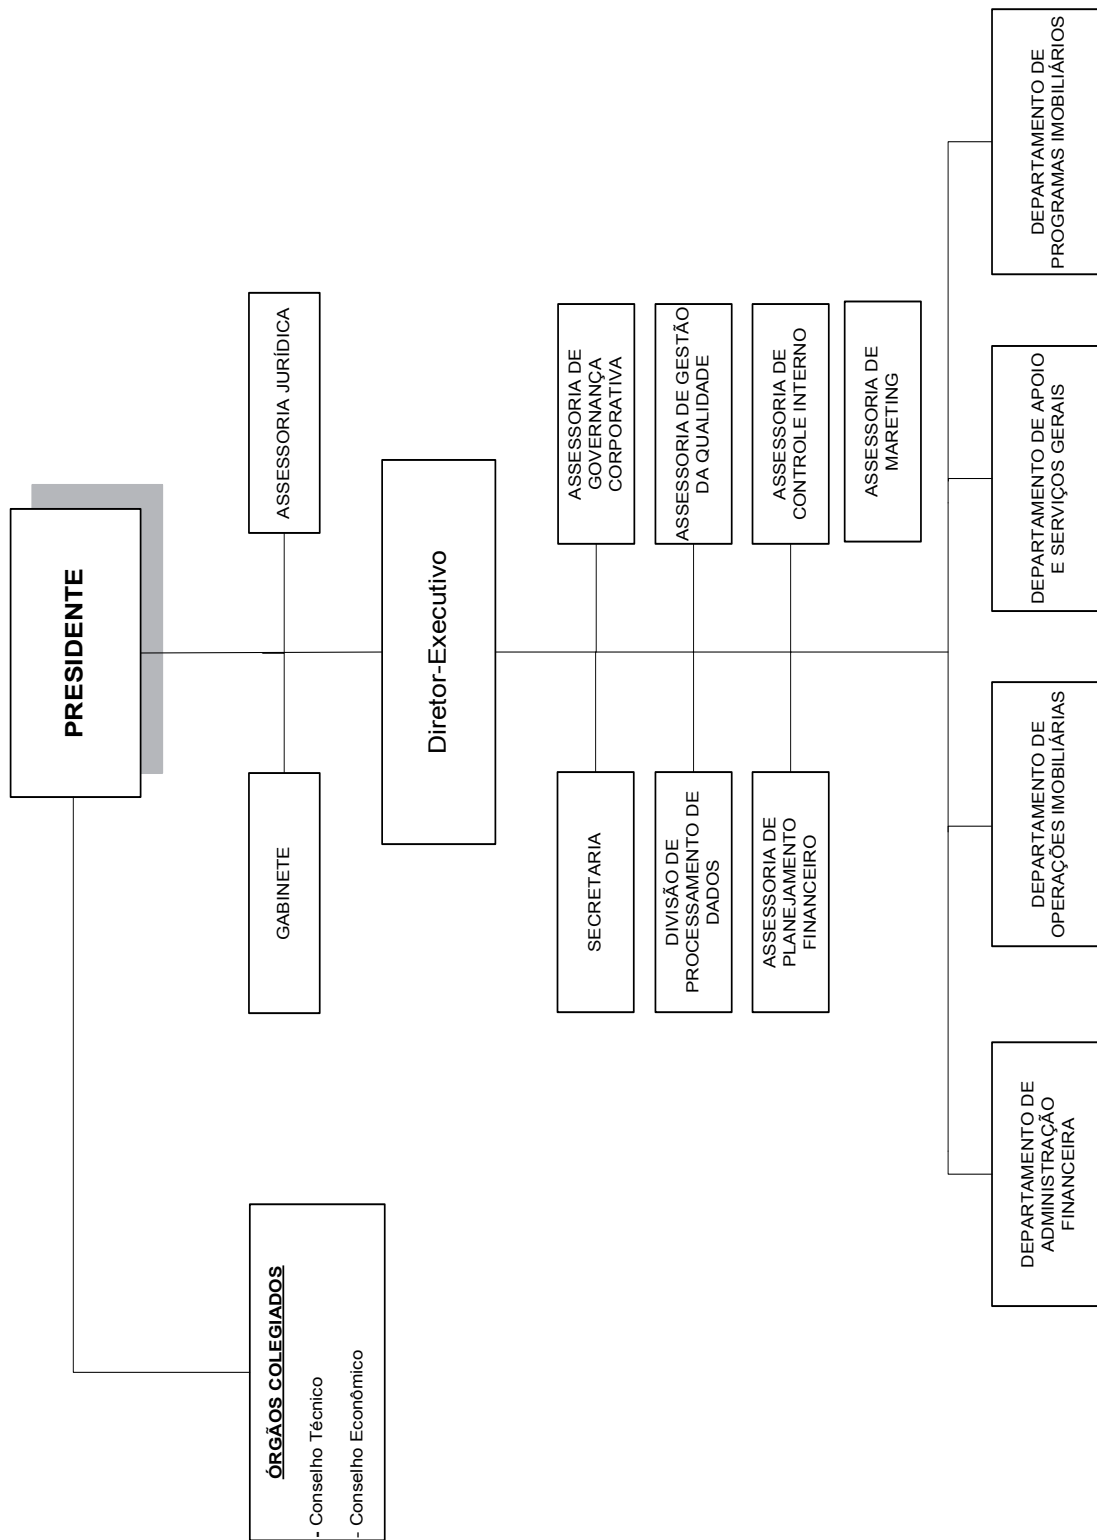 PRESIDENTE
ÓRGÃOS COLEGIADOS
- Conselho Técnico
- Conselho Econômico
GABINETE
ASSESSORIA JURÍDICA
Diretor-Executivo
SECRETARIA
ASSESSORIA DE
GOVERNANÇA
CORPORATIVA
DIVISÃO DE
PROCESSAMENTO DE
DADOS
ASSESSORIA DE GESTÃO
DA QUALIDADE
ASSESSORIA DE
PLANEJAMENTO
FINANCEIRO
ASSESSORIA DE
CONTROLE INTERNO
ASSESSORIA DE
MARETING
DEPARTAMENTO DE
ADMINISTRAÇÃO
FINANCEIRA
DEPARTAMENTO DE
OPERAÇÕES IMOBILIÁRIAS
DEPARTAMENTO DE APOIO
E SERVIÇOS GERAIS
DEPARTAMENTO DE
PROGRAMAS IMOBILIÁRIOS